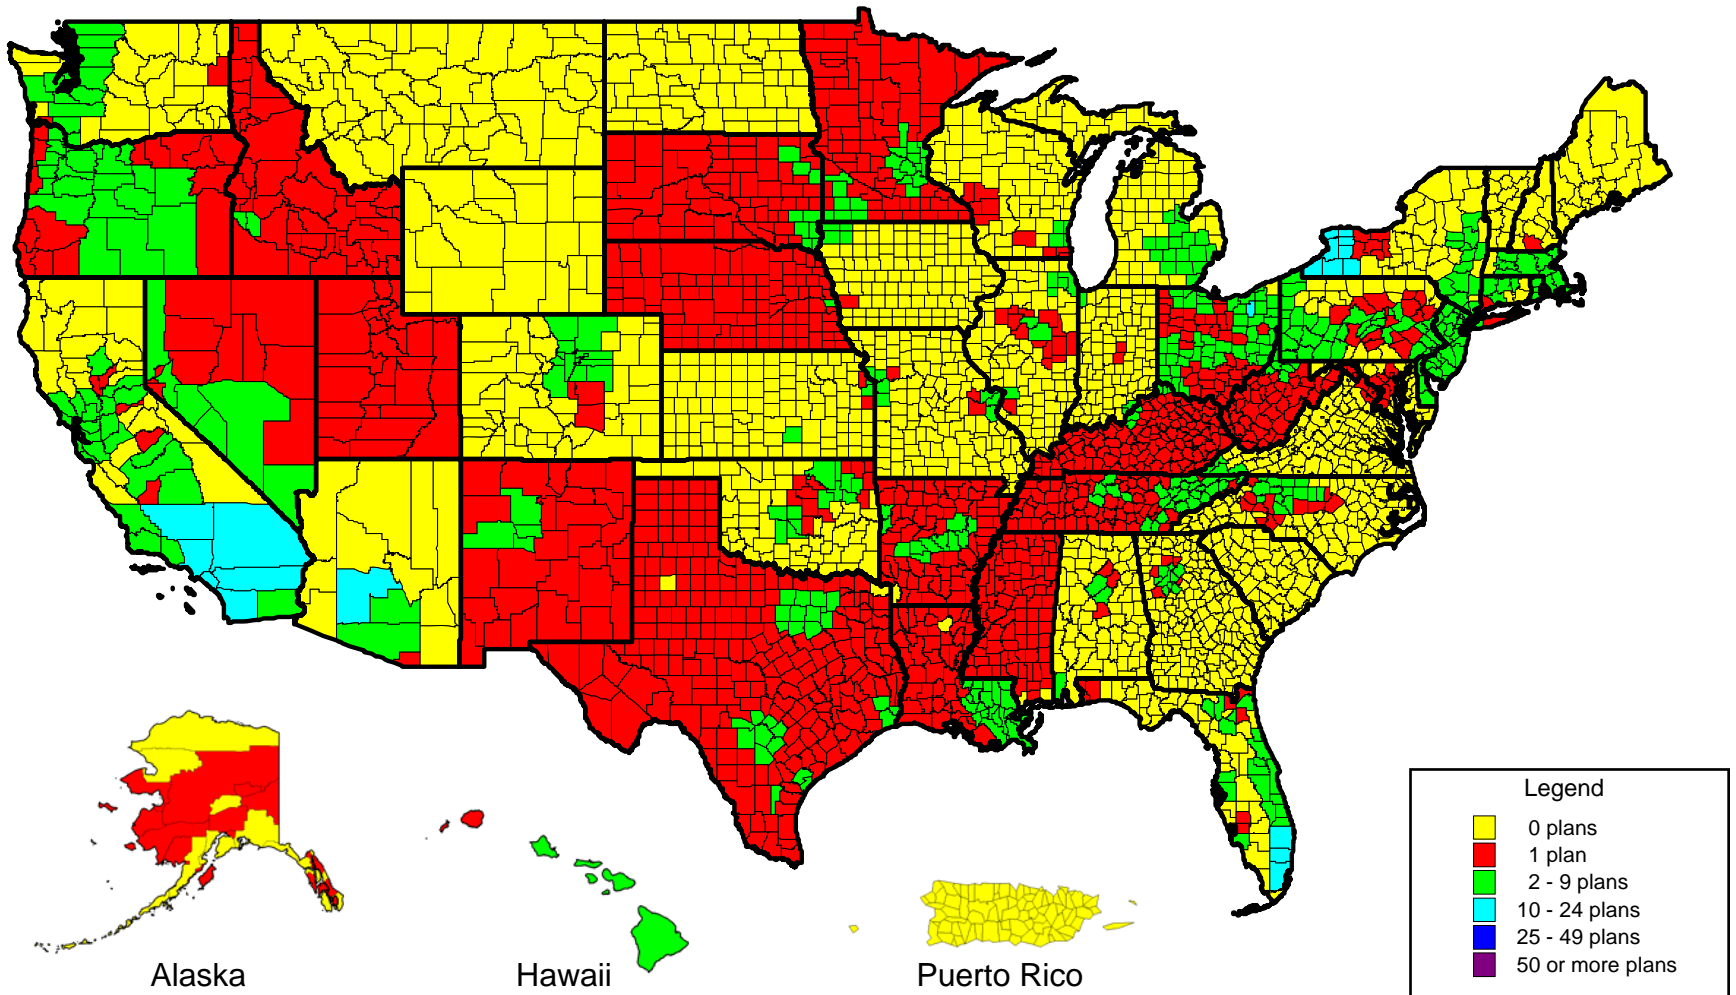 Legend
0 plans
1 plan
2 - 9 plans
10 - 24 plans
25 - 49 plans
50 or more plans
Alaska
Hawaii
Puerto Rico